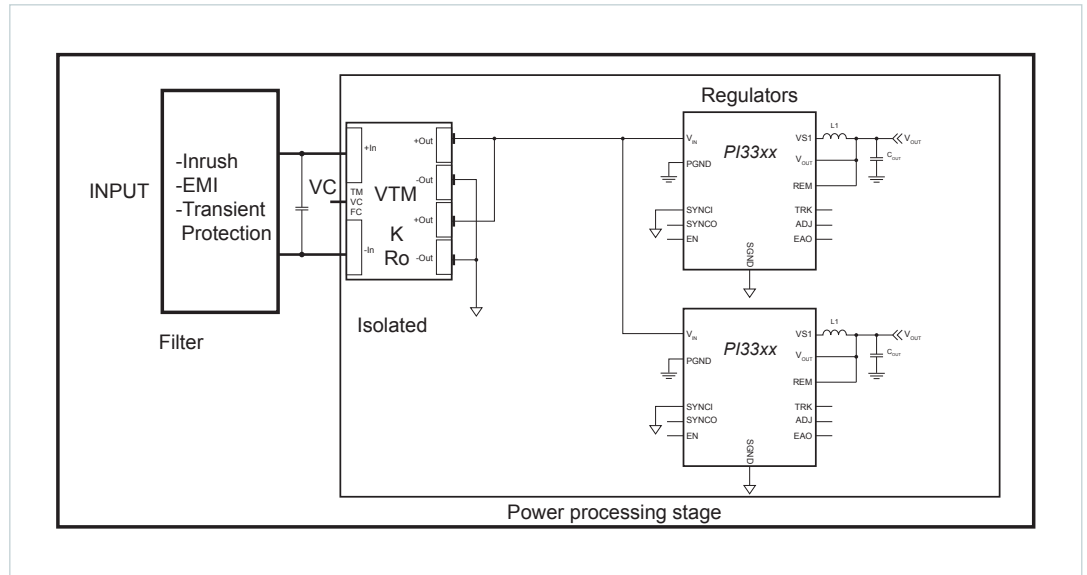 INPUT
-Inrush
-EMI
-Transient
Protection
Filter
VC
+In
TM
VC
FC
-In
+Out
-Out
+Out
-Out
VTM
K
Ro
Isolated
Regulators
PI33xx
VIN
PGND
SYNCI
SYNCO
EN
SGND
VS1
VOUT
REM
TRK
ADJ
EAO
L1
COUT
VOUT
PI33xx
VIN
PGND
SYNCI
SYNCO
EN
SGND
VS1
VOUT
REM
TRK
ADJ
EAO
L1
COUT
VOUT
Power processing stage